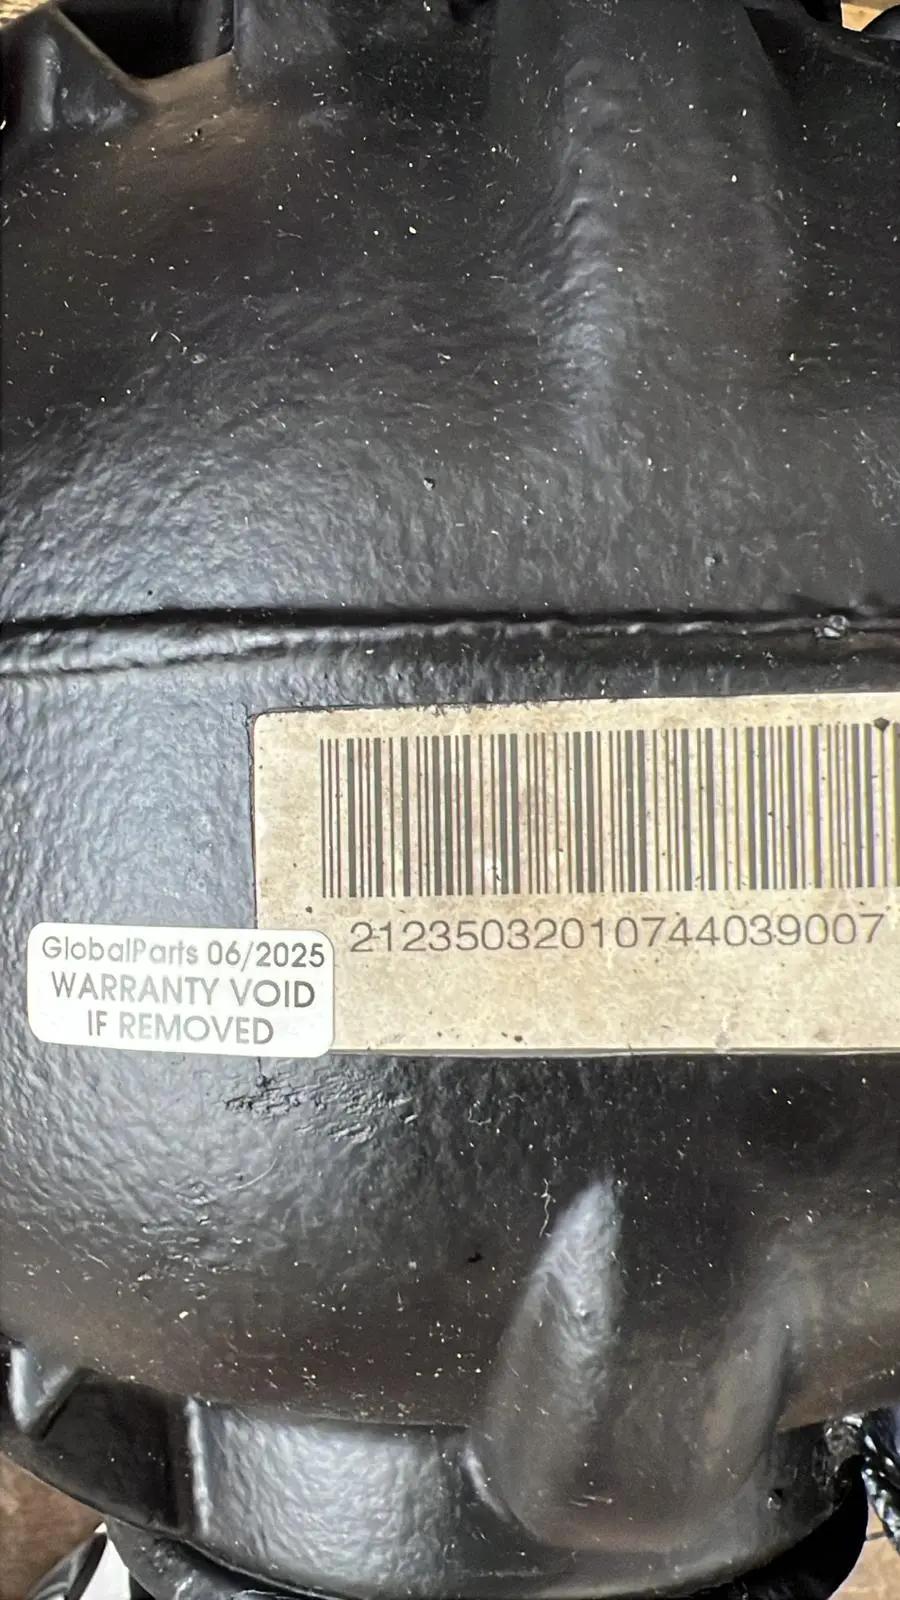 21235032010744039007
GlobalParts 06/2025
WARRANTY VOID
IF REMOVED